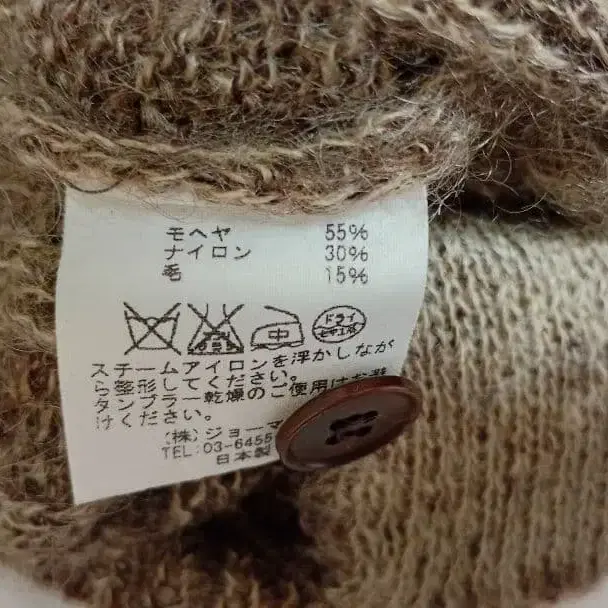 モヘヤ 55%
ナイロン 30%
毛 15%
中 ドライ
スチームアイロンを浮かしなが
ら整形してください。
タンブラー乾燥のご使用はお避
けください。
(株)ジョーマ
TEL:03-6455
日本製